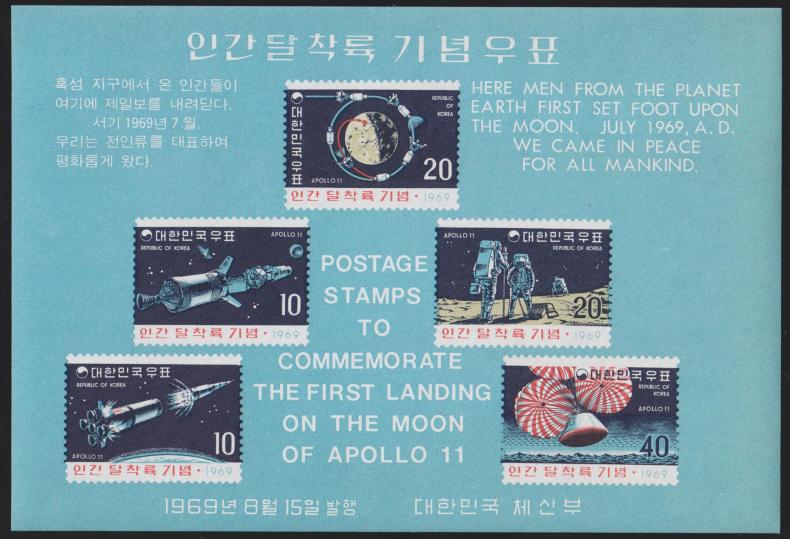 인간달착륙기념우표
혹성 지구에서 온 인간들이
여기에 제일보를 내려딛다.
서기 1969년 7월.
우리는 전인류를 대표하여
평화롭게 왔다.
HERE MEN FROM THE PLANET
EARTH FIRST SET FOOT UPON
THE MOON. JULY 1969, A. D.
WE CAME IN PEACE
FOR ALL MANKIND.
대한민국우표
REPUBLIC
OF
KOREA
APOLLO 11
20
인간 달 착륙 기념 · 1969
대한민국우표
REPUBLIC OF KOREA
APOLLO 11
10
인간 달 착륙 기념 · 1969
대한민국우표
REPUBLIC OF KOREA
APOLLO 11
20
인간 달 착륙 기념 · 1969
POSTAGE
STAMPS
TO
COMMEMORATE
THE FIRST LANDING
ON THE MOON
OF APOLLO 11
대한민국우표
REPUBLIC OF KOREA
APOLLO 11
10
인간 달 착륙 기념 · 1969
대한민국우표
REPUBLIC
OF
KOREA
APOLLO 11
40
인간 달 착륙 기념 · 1969
1969년 8월 15일 발행 대한민국 체신부